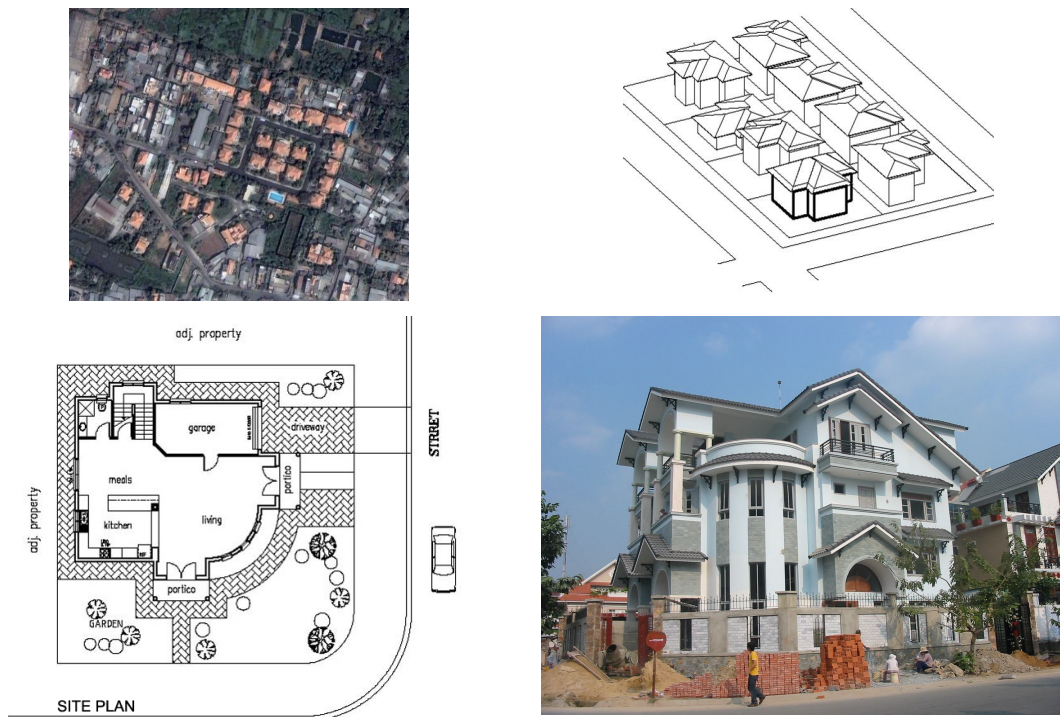 adj. property
garage
driveway
STRRET
meals
portico
adj. property
living
kitchen
portico
GARDEN
SITE PLAN